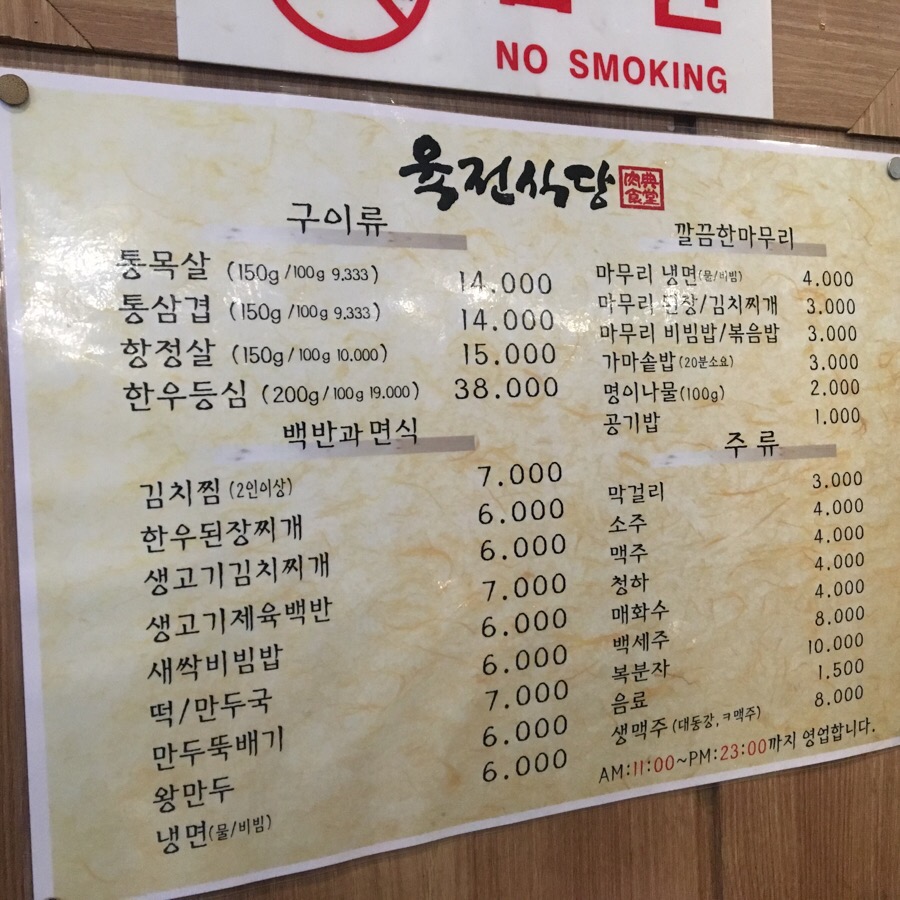 NO SMOKING
육전식당 肉典食堂
구이류
통목살 (150g/100g 9.333) 14.000
통삼겹 (150g/100g 9.333) 14.000
항정살 (150g/100g 10.000) 15.000
한우등심 (200g/100g 19.000) 38.000
백반과면식
김치찜 (2인이상) 7.000
한우된장찌개 6.000
생고기김치찌개 6.000
생고기제육백반 7.000
새싹비빔밥 6.000
떡/만두국 6.000
만두뚝배기 7.000
왕만두 6.000
냉면(물/비빔) 6.000
깔끔한마무리
마무리 냉면(물/비빔) 4.000
마무리 된장/김치찌개 3.000
마무리 비빔밥/볶음밥 3.000
가마솥밥(20분소요) 3.000
명이나물(100g) 2.000
공기밥 1.000
주류
막걸리 3.000
소주 4.000
맥주 4.000
청하 4.000
매화수 4.000
백세주 8.000
복분자 10.000
음료 1.500
생맥주 (대동강,ㅋ맥주) 8.000
AM:11:00~PM:23:00까지 영업합니다.